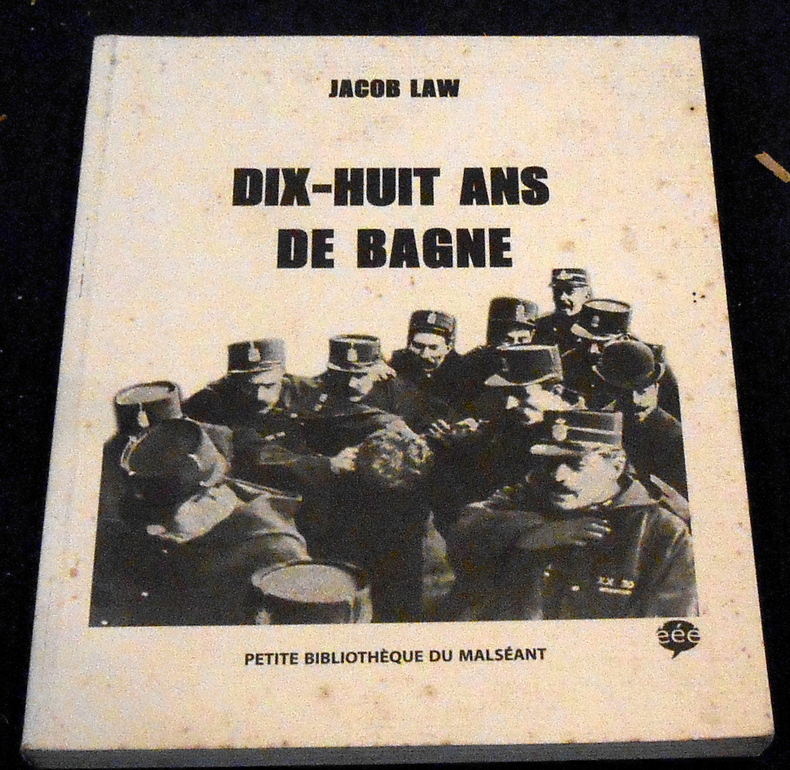 JACOB LAW
DIX-HUIT ANS
DE BAGNE
éée
PETITE BIBLIOTHÈQUE DU MALSÉANT